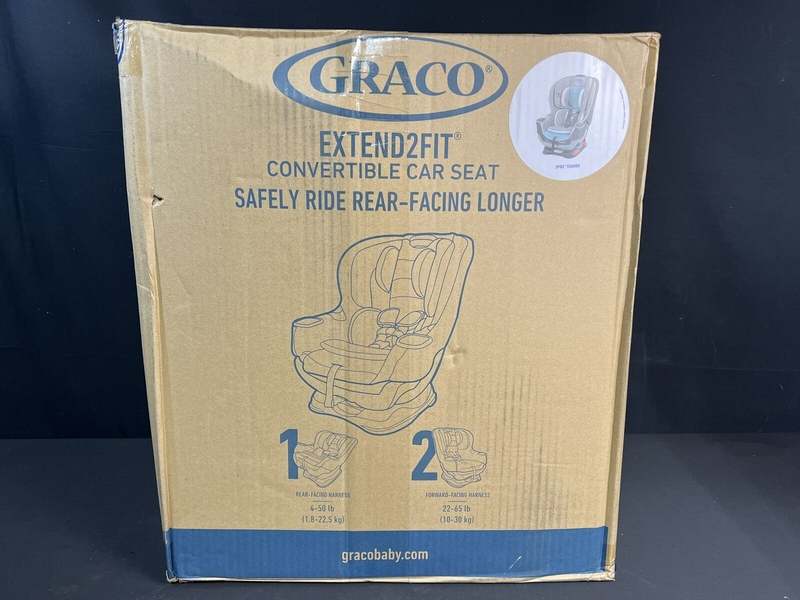 GRACO®
EXTEND2FIT®
CONVERTIBLE CAR SEAT
SAFELY RIDE REAR-FACING LONGER
1
REAR-FACING HARNESS
4-50 lb
(1.8-22.5 kg)
2
FORWARD-FACING HARNESS
22-65 lb
(10-30 kg)
gracobaby.com